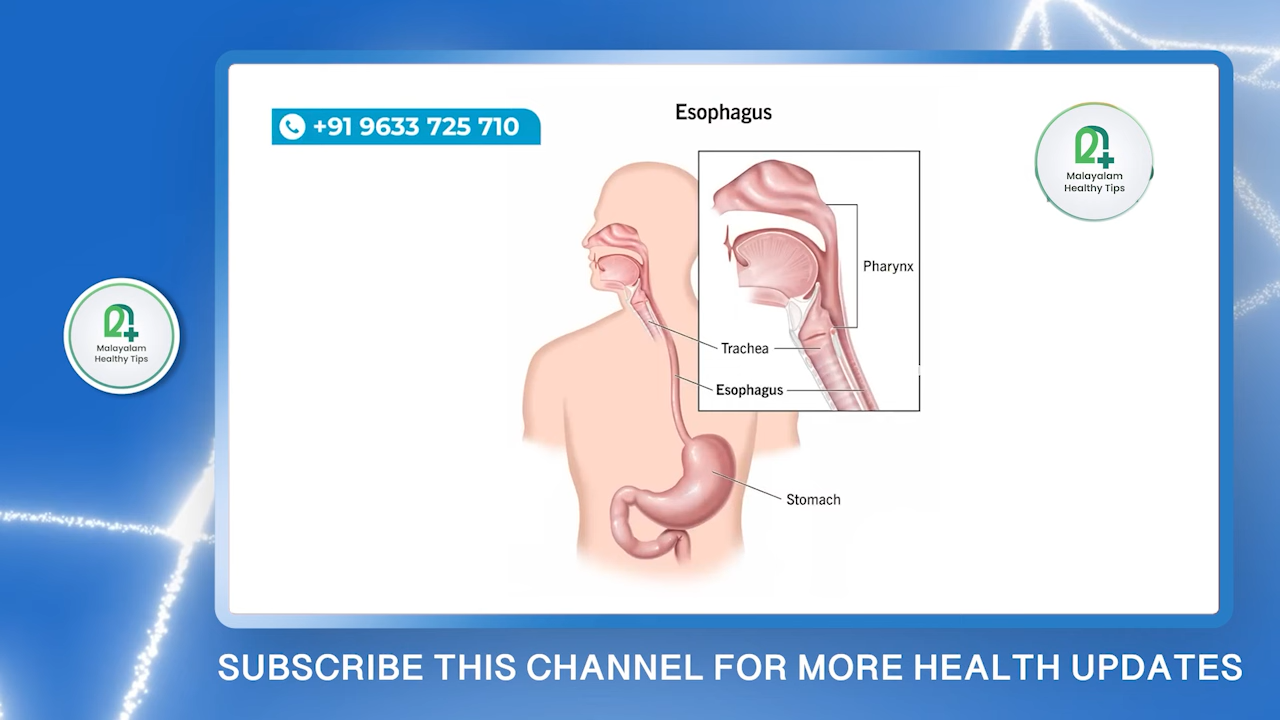 +91 9633 725 710
Esophagus
Malayalam
Healthy Tips
Pharynx
Trachea
Esophagus
Stomach
Malayalam
Healthy Tips
SUBSCRIBE THIS CHANNEL FOR MORE HEALTH UPDATES